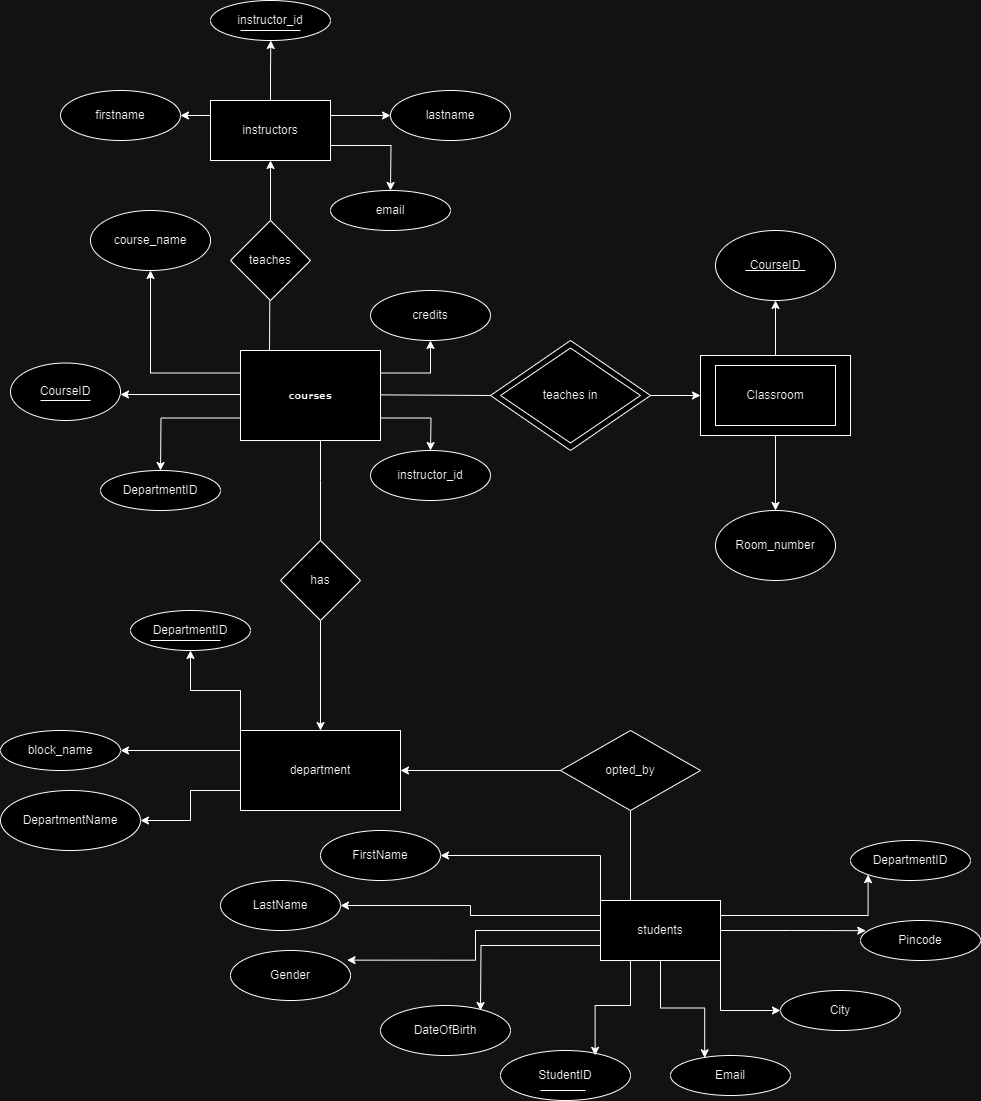 instructor_id
firstname
instructors
lastname
email
course_name
teaches
CourseID
credits
CourseID
courses
teaches in
Classroom
DepartmentID
instructor_id
Room_number
has
DepartmentID
block_name
department
opted_by
DepartmentName
FirstName
DepartmentID
LastName
students
Pincode
Gender
City
DateOfBirth
StudentID
Email